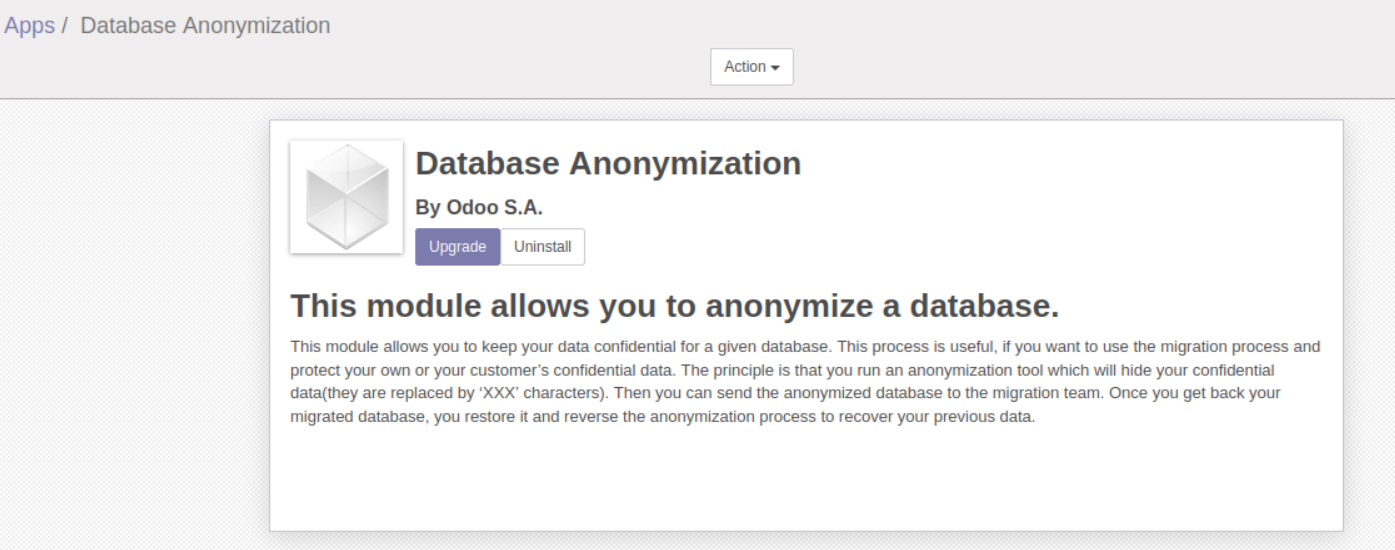 Apps / Database Anonymization
Action
Database Anonymization
By Odoo S.A.
Upgrade Uninstall
This module allows you to anonymize a database.
This module allows you to keep your data confidential for a given database. This process is useful, if you want to use the migration process and
protect your own or your customer’s confidential data. The principle is that you run an anonymization tool which will hide your confidential
data(they are replaced by ‘XXX’ characters). Then you can send the anonymized database to the migration team. Once you get back your
migrated database, you restore it and reverse the anonymization process to recover your previous data.